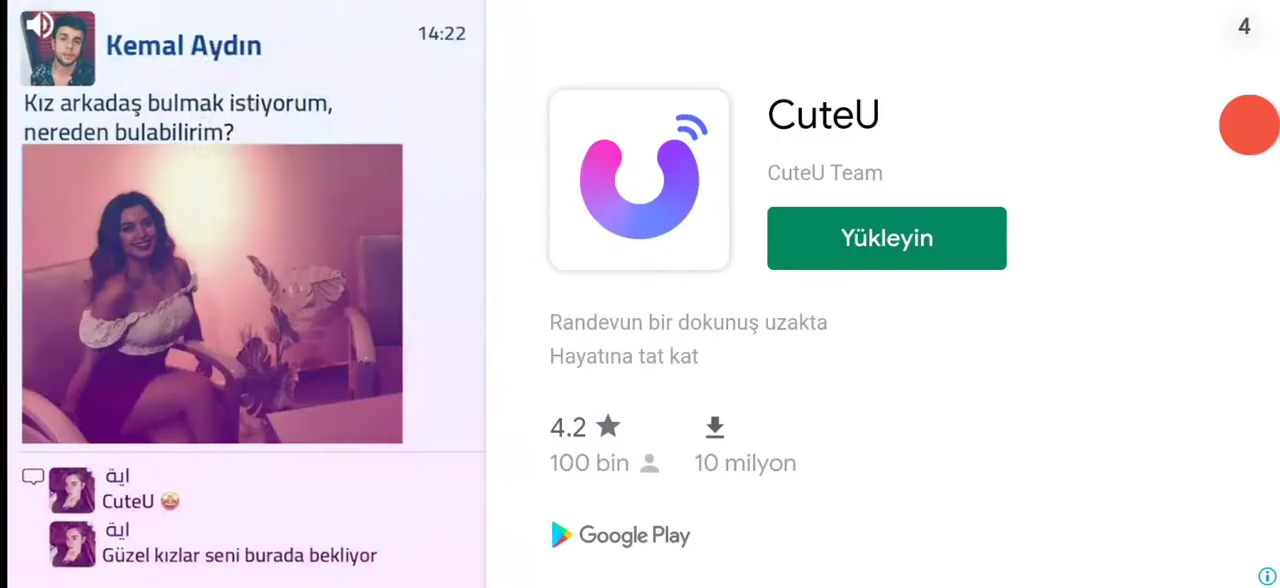 Kemal Aydın
14:22
Kız arkadaş bulmak istiyorum,
nereden bulabilirim?
اية
CuteU 🤩
اية
Güzel kızlar seni burada bekliyor
4
CuteU
CuteU Team
Yükleyin
Randevun bir dokunuş uzakta
Hayatına tat kat
4.2 ★
100 bin
10 milyon
Google Play